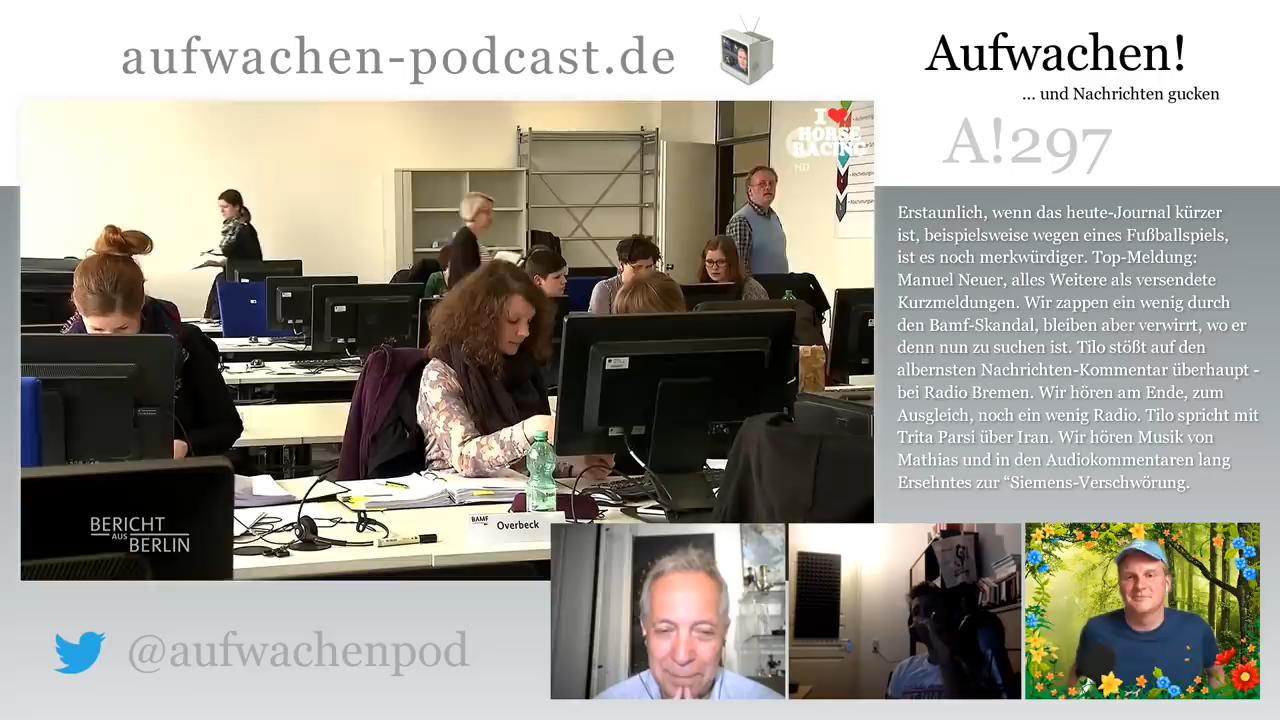 aufwachen-podcast.de
Aufwachen!
... und Nachrichten gucken
A!297
I
HORSE
RACING
HD
Erstaunlich, wenn das heute-Journal kürzer
ist, beispielsweise wegen eines Fußballspiels,
ist es noch merkwürdiger. Top-Meldung:
Manuel Neuer, alles Weitere als versendete
Kurzmeldungen. Wir zappen ein wenig durch
den Bamf-Skandal, bleiben aber verwirrt, wo er
denn nun zu suchen ist. Tilo stößt auf den
albernsten Nachrichten-Kommentar überhaupt -
bei Radio Bremen. Wir hören am Ende, zum
Ausgleich, noch ein wenig Radio. Tilo spricht mit
Trita Parsi über Iran. Wir hören Musik von
Mathias und in den Audiokommentaren lang
Ersehntes zur “Siemens-Verschwörung.
BERICHT
AUS
BERLIN
BAMF
Overbeck
@aufwachenpod